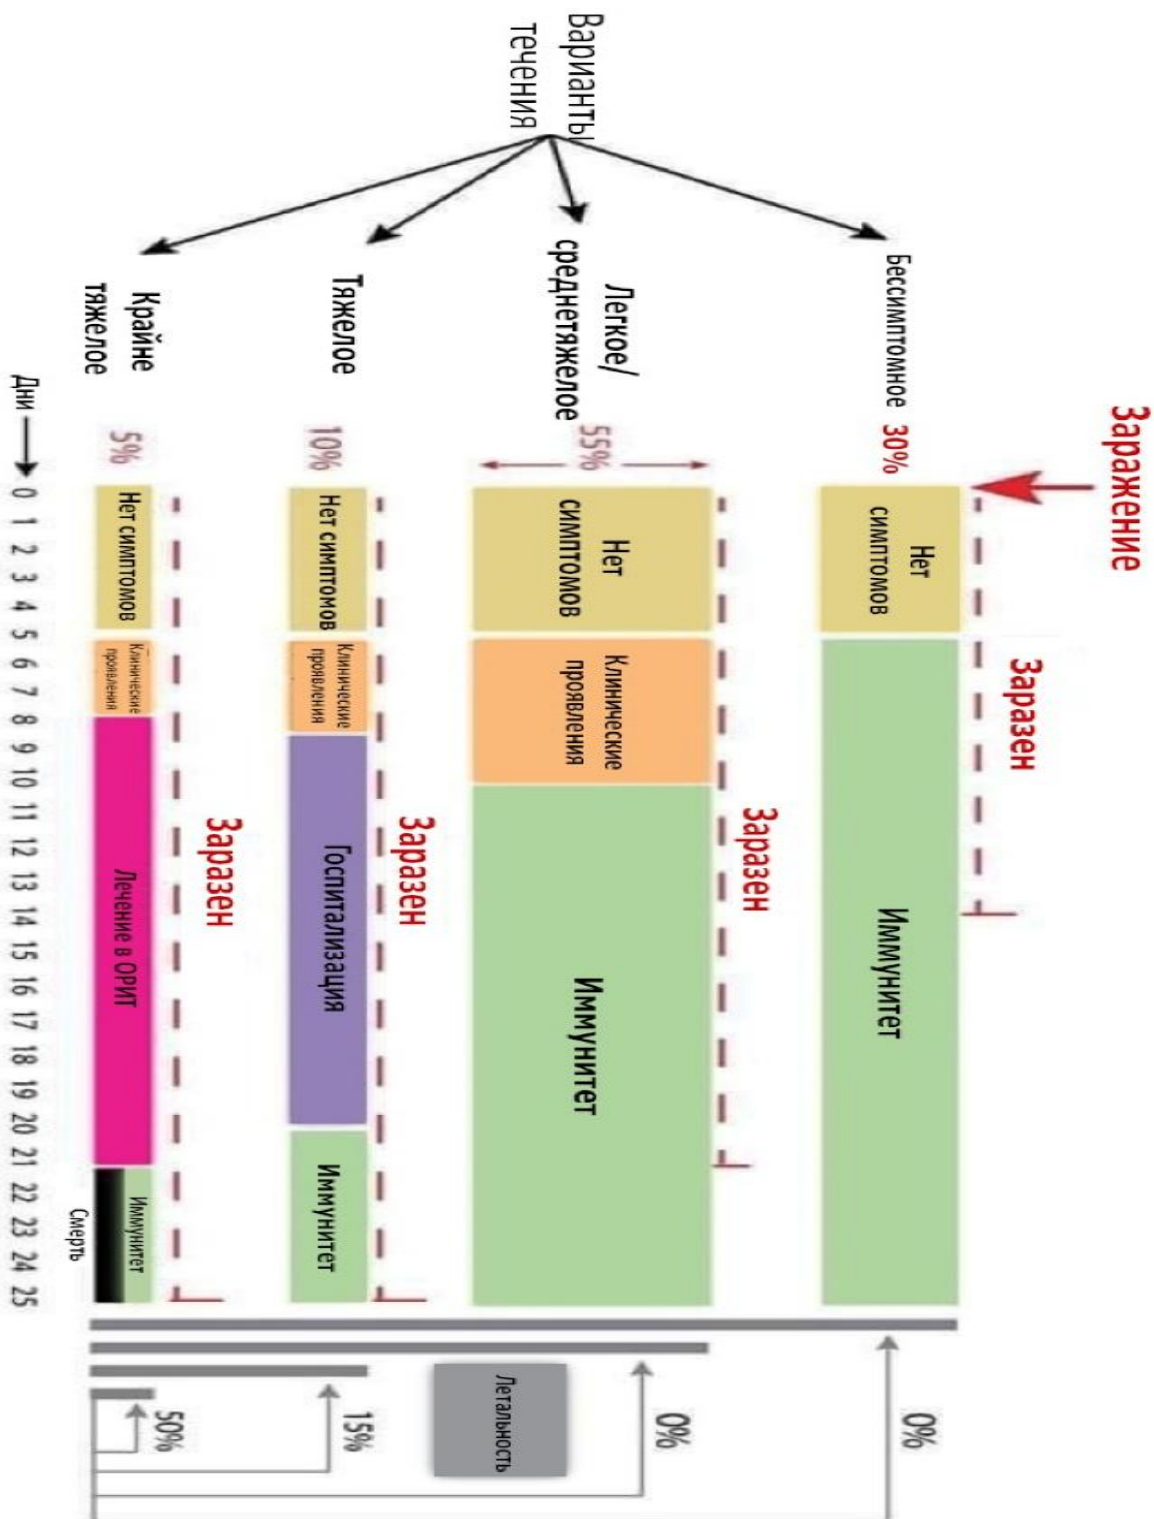 Заражение
Варианты
течения
Бессимптомное 30%
Нет
симптомов
Иммунитет
Заразен
0%
Легкое/
среднетяжелое
55%
Нет
симптомов
Клинические
проявления
Иммунитет
Заразен
0%
Тяжелое
10%
Нет симптомов
Клинические
проявления
Госпитализация
Иммунитет
Заразен
15%
Крайне
тяжелое
5%
Нет симптомов
Клинические
проявления
Лечение в ОРИТ
Иммунитет
Смерть
Заразен
50%
Летальность
Дни
0 1 2 3 4 5 6 7 8 9 10 11 12 13 14 15 16 17 18 19 20 21 22 23 24 25